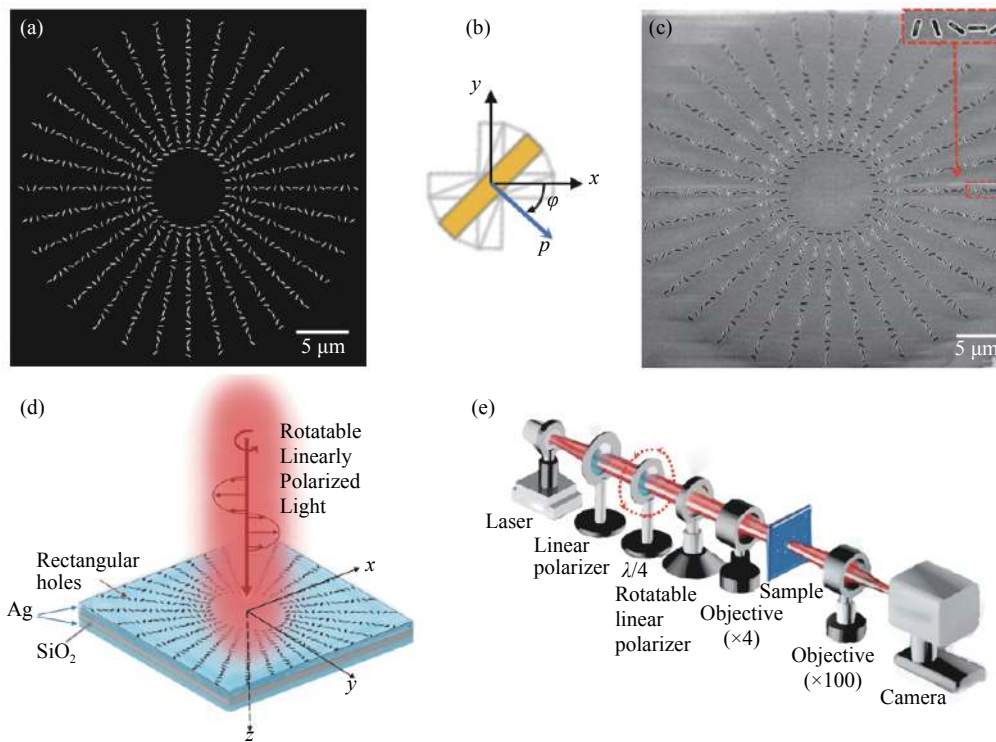 (a)
5 μm
(b)
y
x
φ
p
(c)
5 μm
(d)
Rotatable
Linearly
Polarized
Light
Rectangular
holes
Ag
SiO₂
x
y
z
(e)
Laser
Linear
polarizer
λ/4
Rotatable
linear
polarizer
Objective
(×4)
Sample
Objective
(×100)
Camera